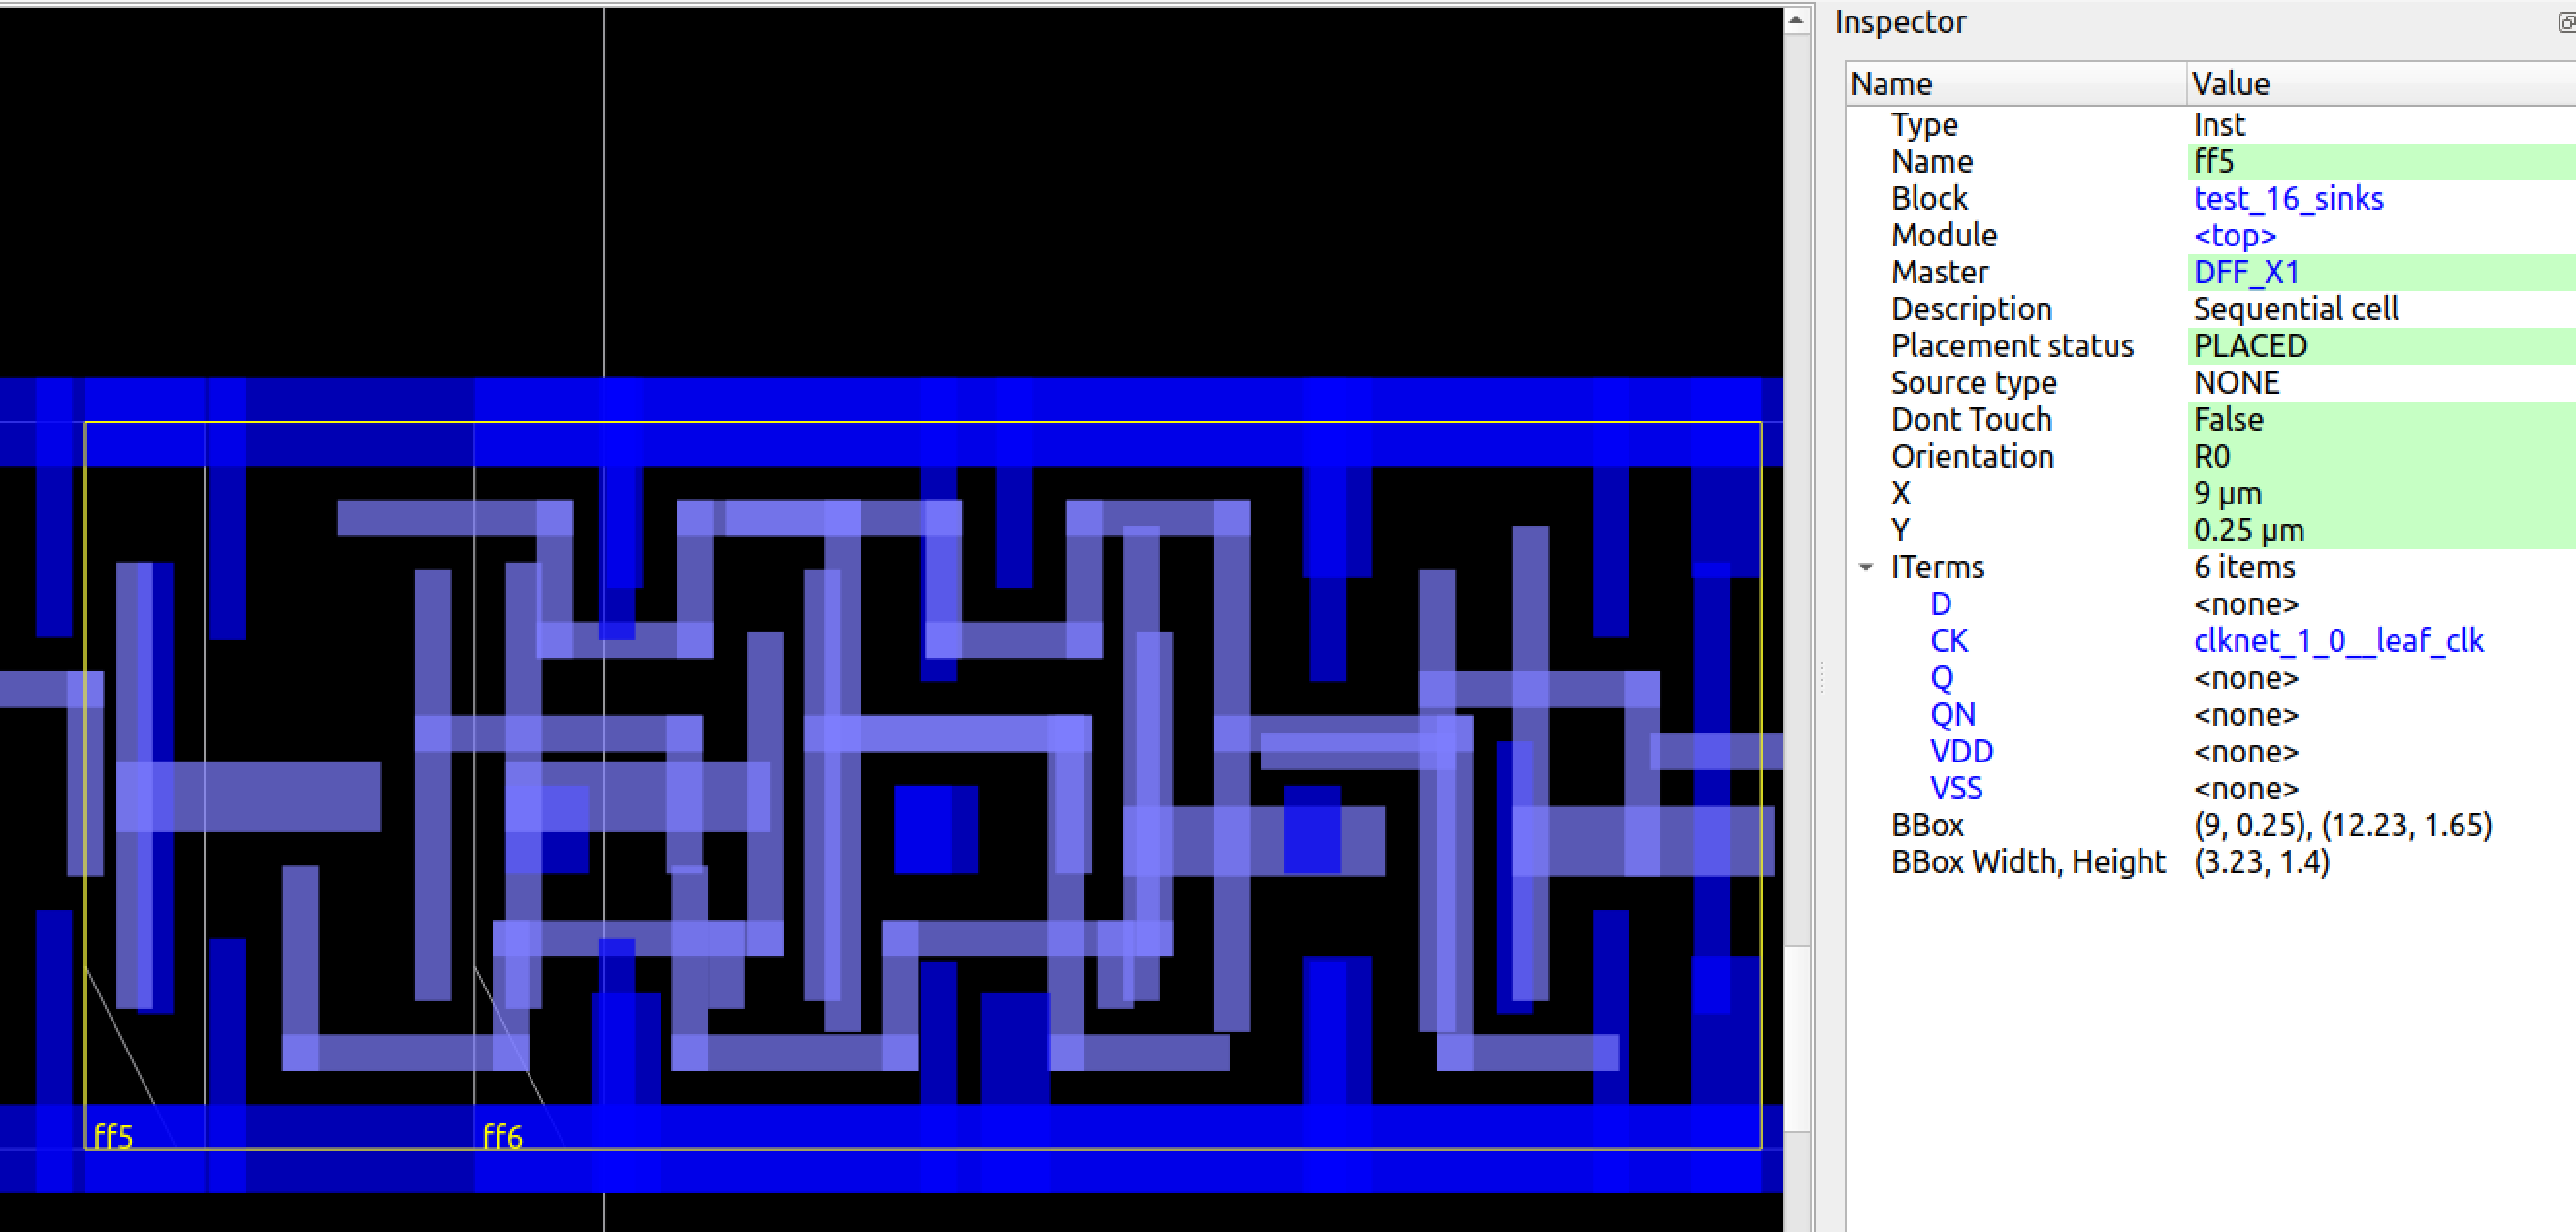 Inspector
Name Value
Type Inst
Name ff5
Block test_16_sinks
Module <top>
Master DFF_X1
Description Sequential cell
Placement status PLACED
Source type NONE
Dont Touch False
Orientation R0
X 9 µm
Y 0.25 µm
ITerms 6 items
D <none>
CK clknet_1_0__leaf_clk
Q <none>
QN <none>
VDD <none>
VSS <none>
BBox (9, 0.25), (12.23, 1.65)
BBox Width, Height (3.23, 1.4)
ff5 ff6